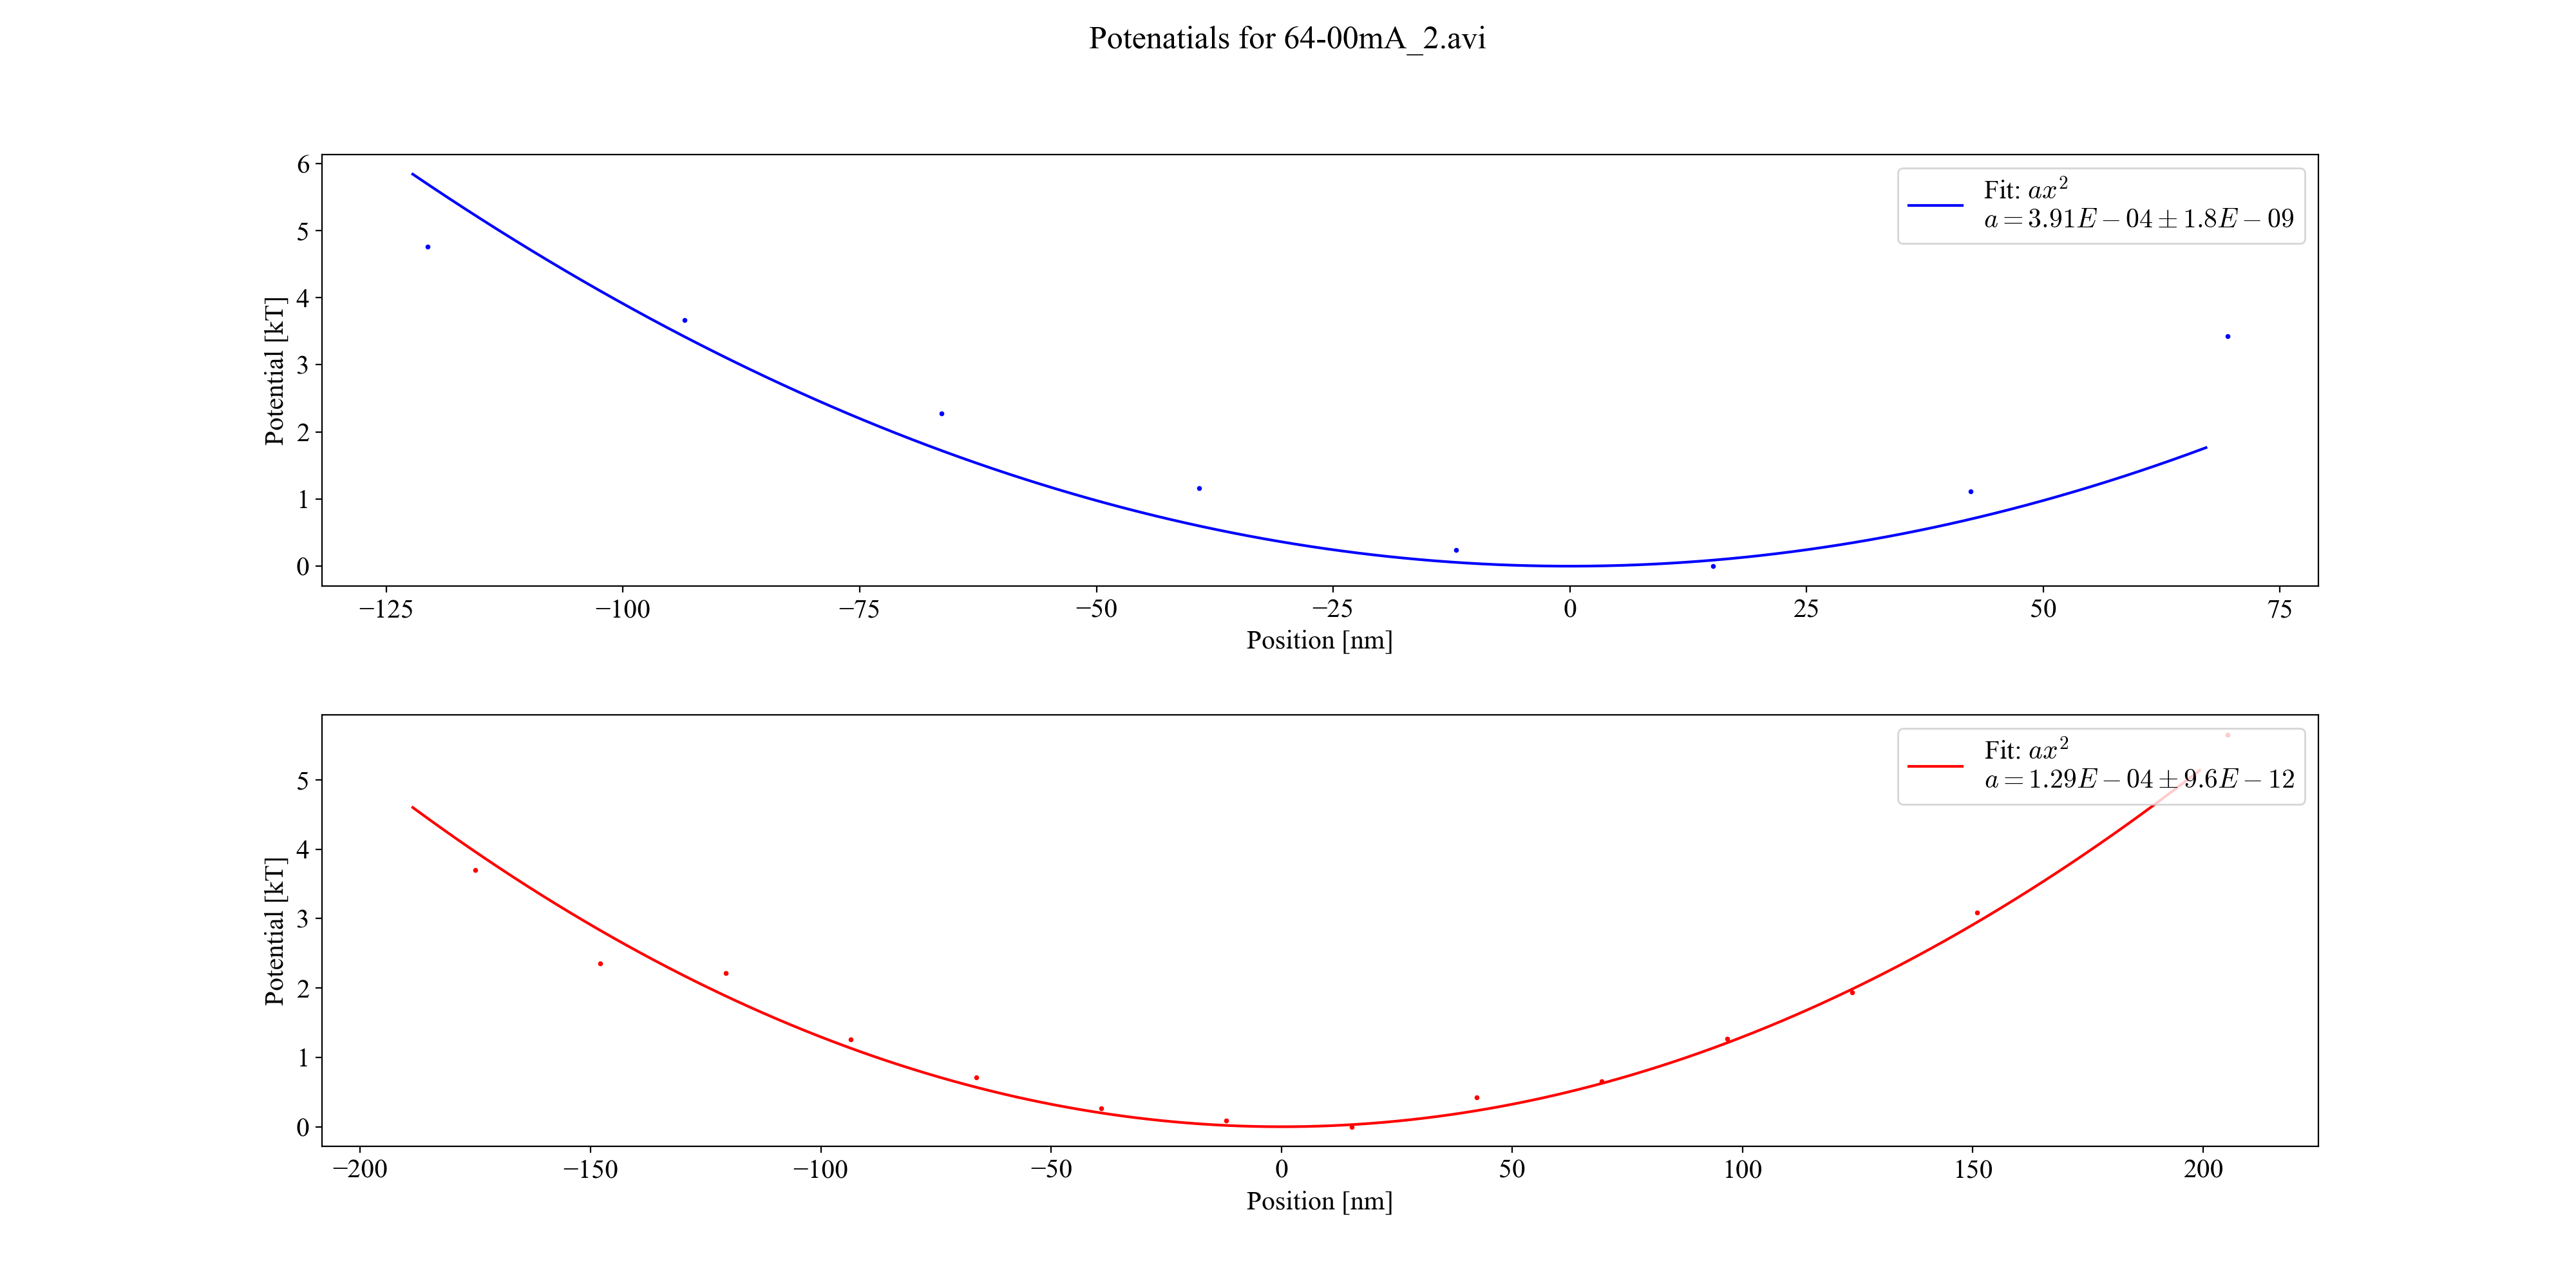 Potenatials for 64-00mA_2.avi
6
5
4
3
2
1
0
Potential [kT]
Fit: ax²
a = 3.91E − 04 ± 1.8E − 09
−125 −100 −75 −50 −25 0 25 50 75
Position [nm]
5
4
3
2
1
0
Potential [kT]
Fit: ax²
a = 1.29E − 04 ± 9.6E − 12
−200 −150 −100 −50 0 50 100 150 200
Position [nm]